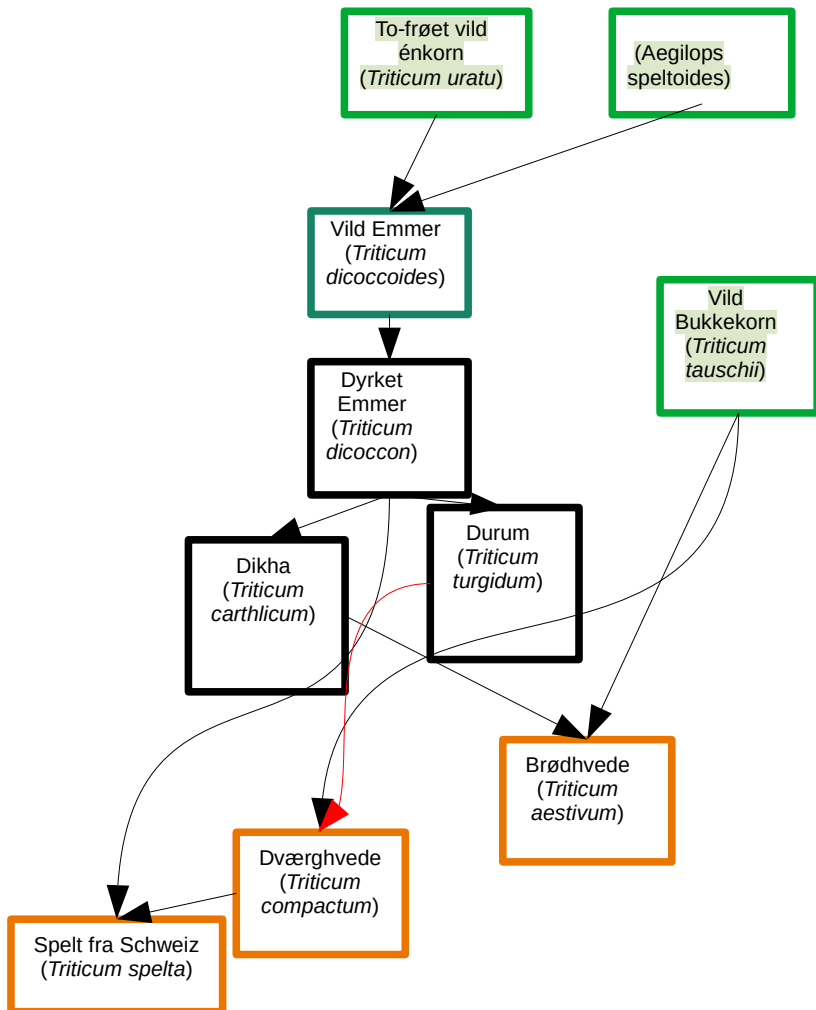 To-frøet vild
énkorn
(Triticum uratu)
(Aegilops
speltoides)
Vild Emmer
(Triticum
dicoccoides)
Vild
Bukkekorn
(Triticum
tauschii)
Dyrket
Emmer
(Triticum
dicoccon)
Durum
(Triticum
turgidum)
Dikha
(Triticum
carthlicum)
Brødhvede
(Triticum
aestivum)
Dværghvede
(Triticum
compactum)
Spelt fra Schweiz
(Triticum spelta)